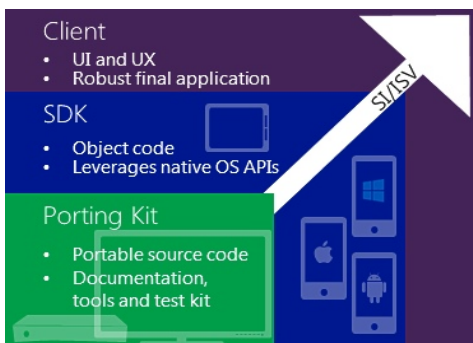 Client
• UI and UX
• Robust final application
SI/ISV
SDK
• Object code
• Leverages native OS APIs
Porting Kit
• Portable source code
• Documentation,
tools and test kit